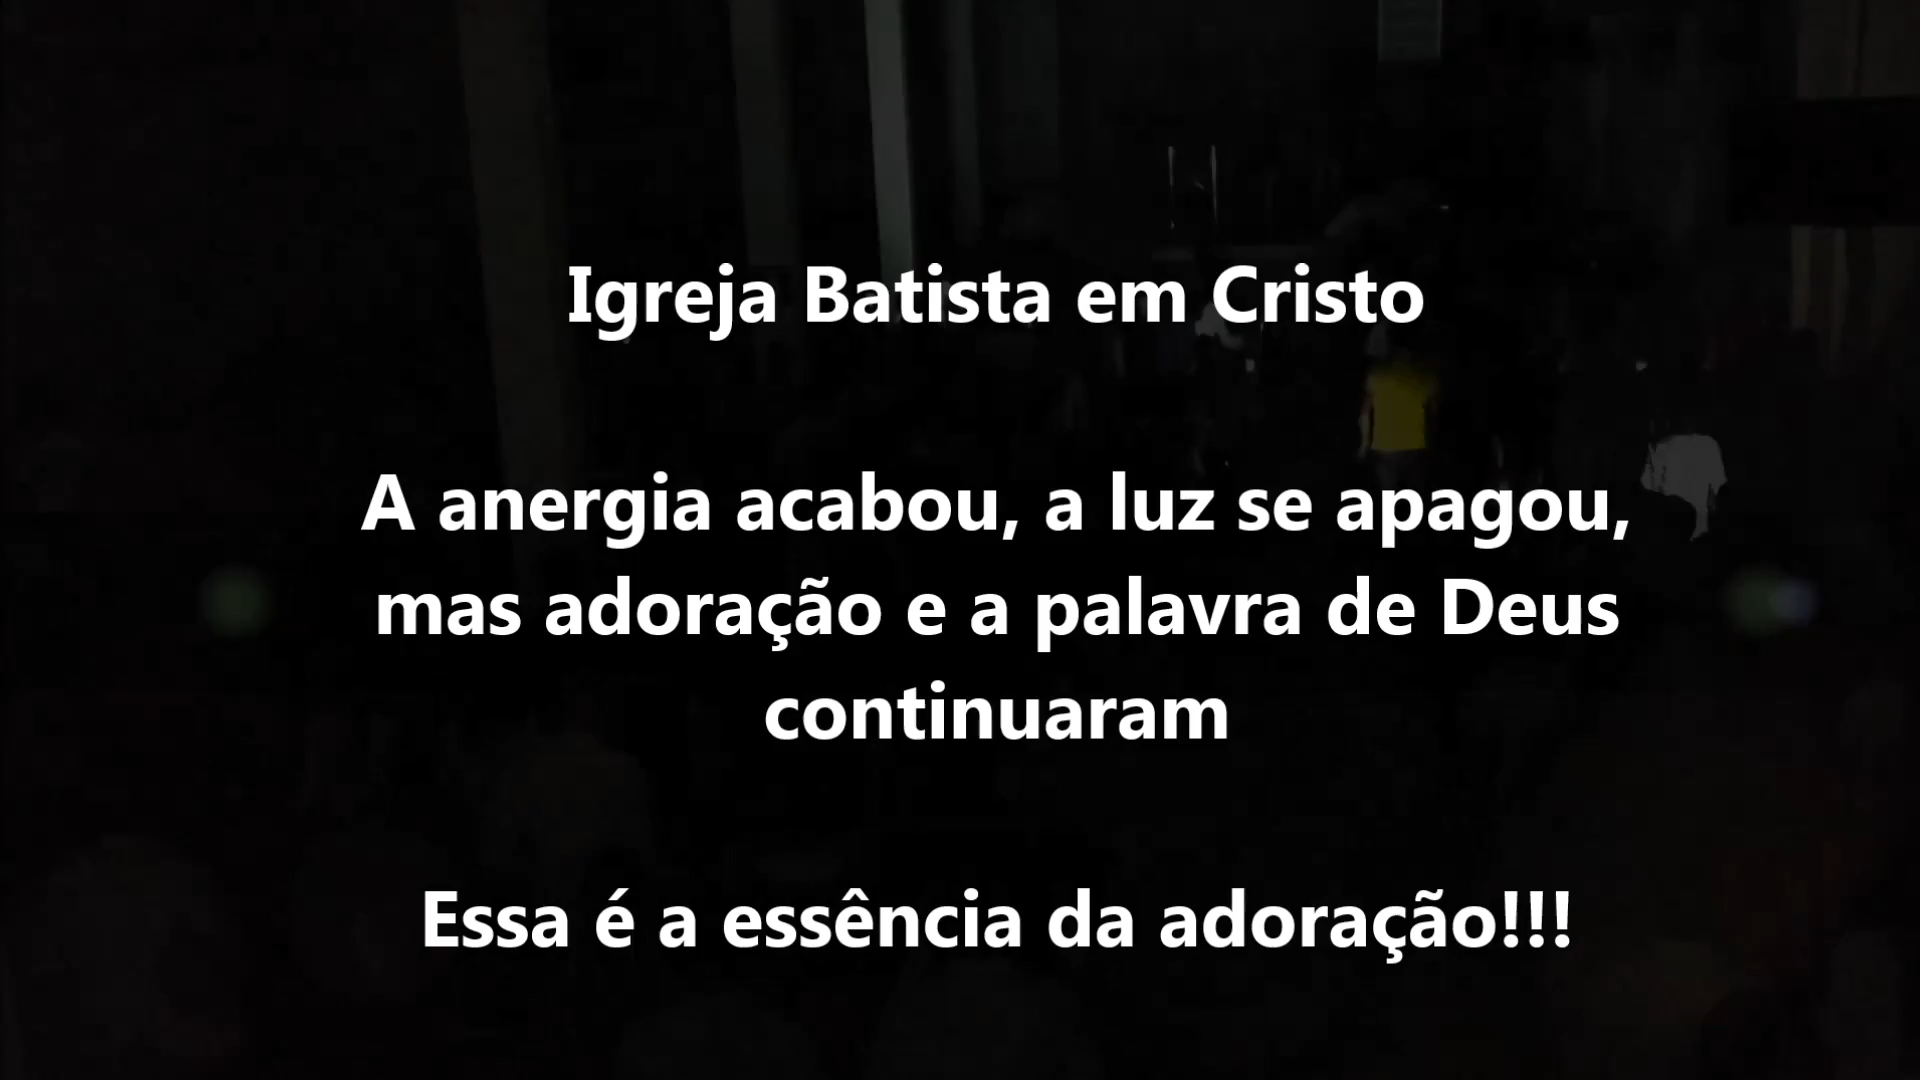 Igreja Batista em Cristo
A anergia acabou, a luz se apagou,
mas adoração e a palavra de Deus
continuaram
Essa é a essência da adoração!!!